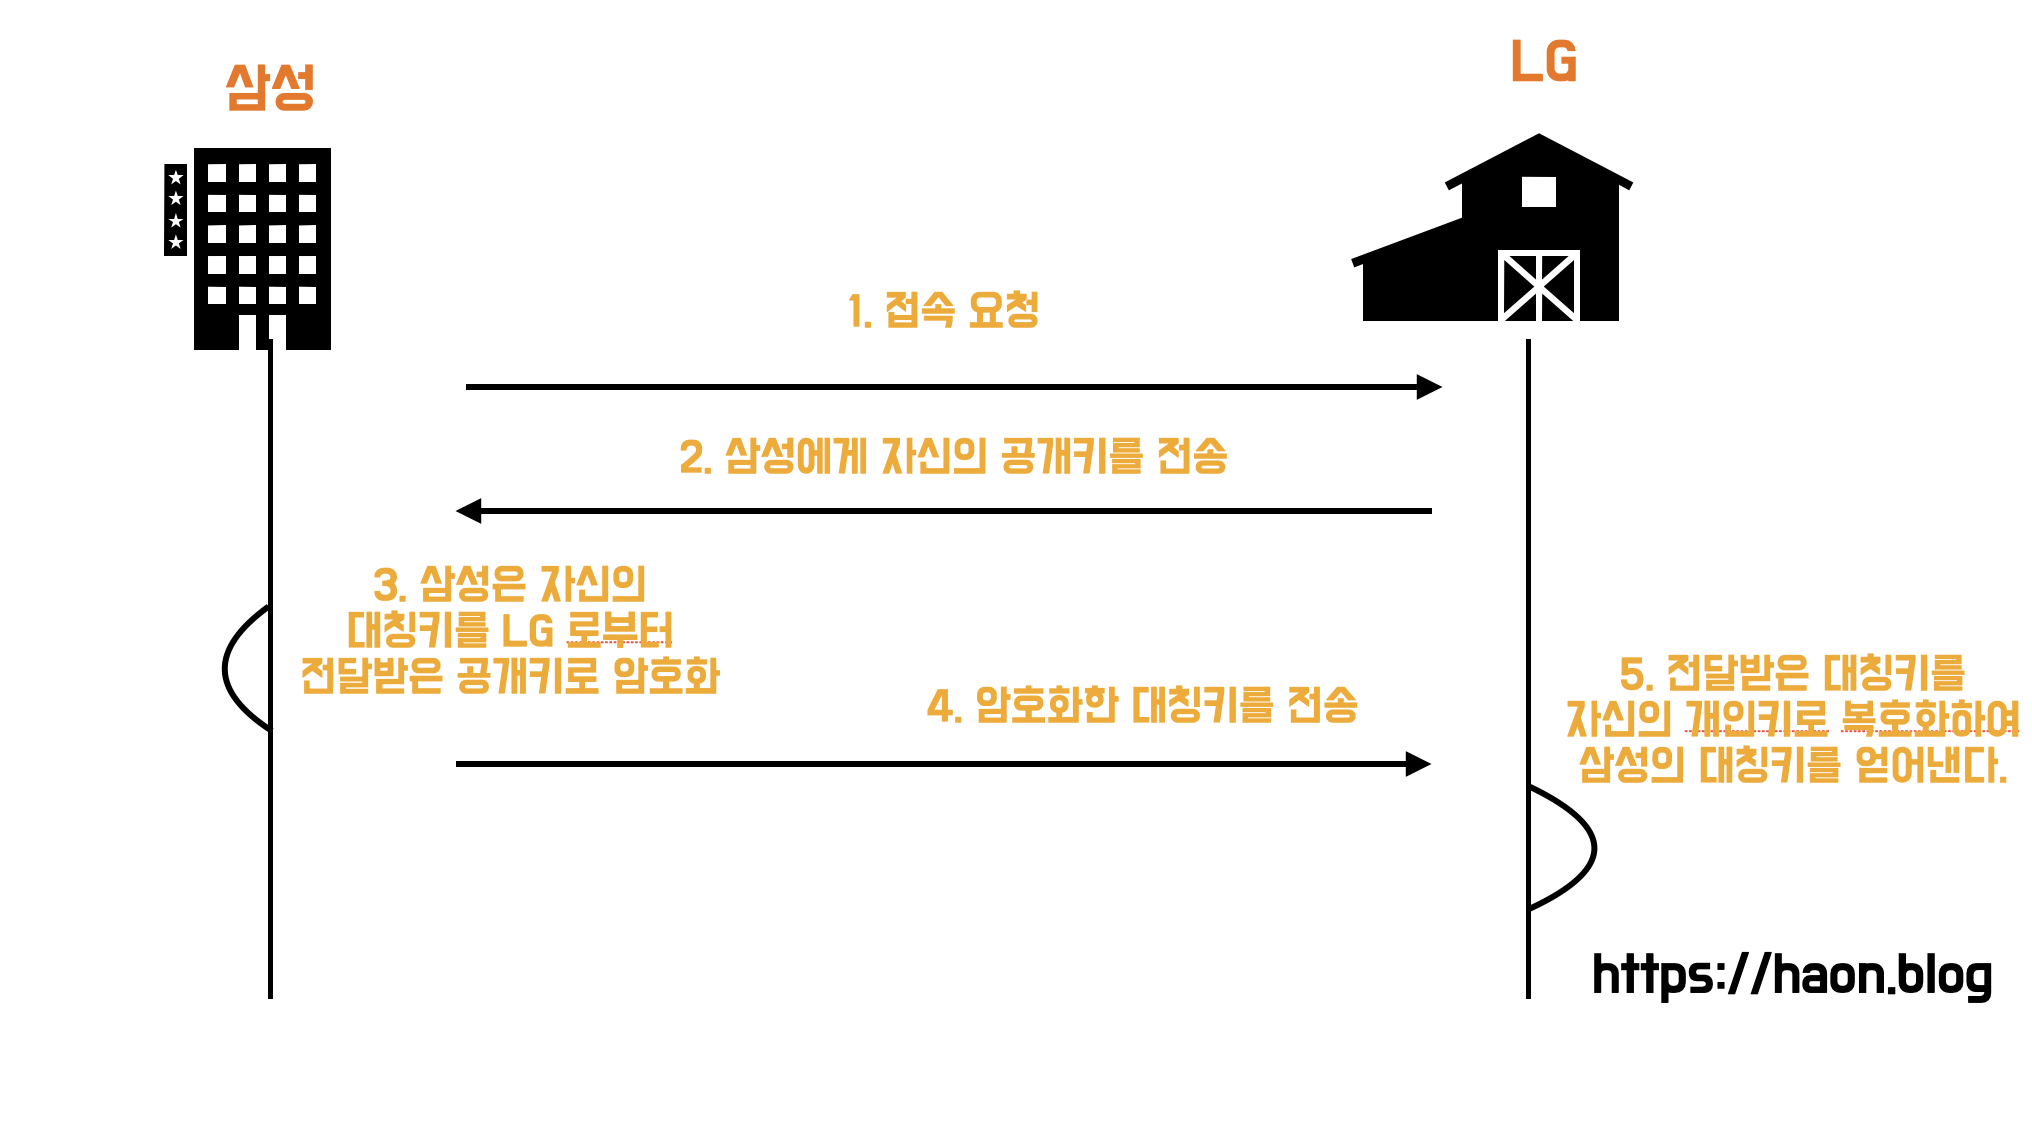 삼성
LG
1. 접속 요청
2. 삼성에게 자신의 공개키를 전송
3. 삼성은 자신의
대칭키를 LG 로부터
전달받은 공개키로 암호화
4. 암호화한 대칭키를 전송
5. 전달받은 대칭키를
자신의 개인키로 복호화하여
삼성의 대칭키를 얻어낸다.
https://haon.blog